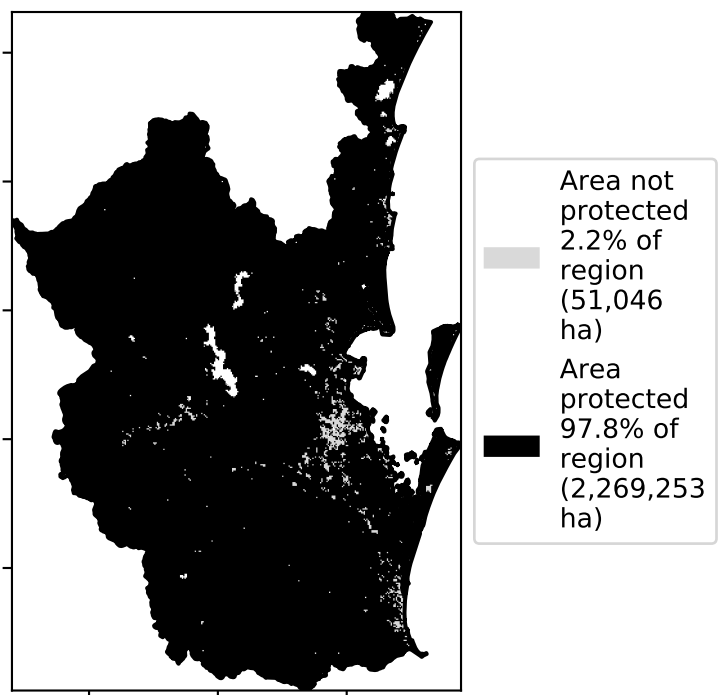 Area not
protected
2.2% of
region
(51,046
ha)
Area
protected
97.8% of
region
(2,269,253
ha)